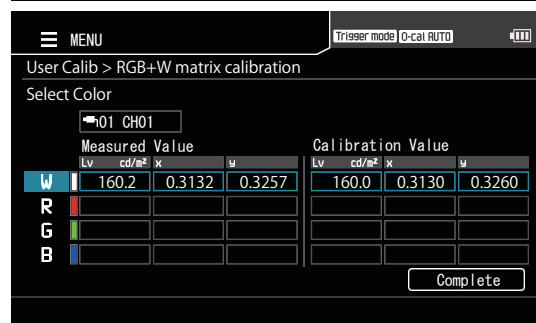 MENU
Trigger mode 0-cal AUTO
User Calib > RGB+W matrix calibration
Select Color
01 CH01
Measured Value Calibration Value
Lv cd/m² x y Lv cd/m² x y
W 160.2 0.3132 0.3257 160.0 0.3130 0.3260
R
G
B
Complete